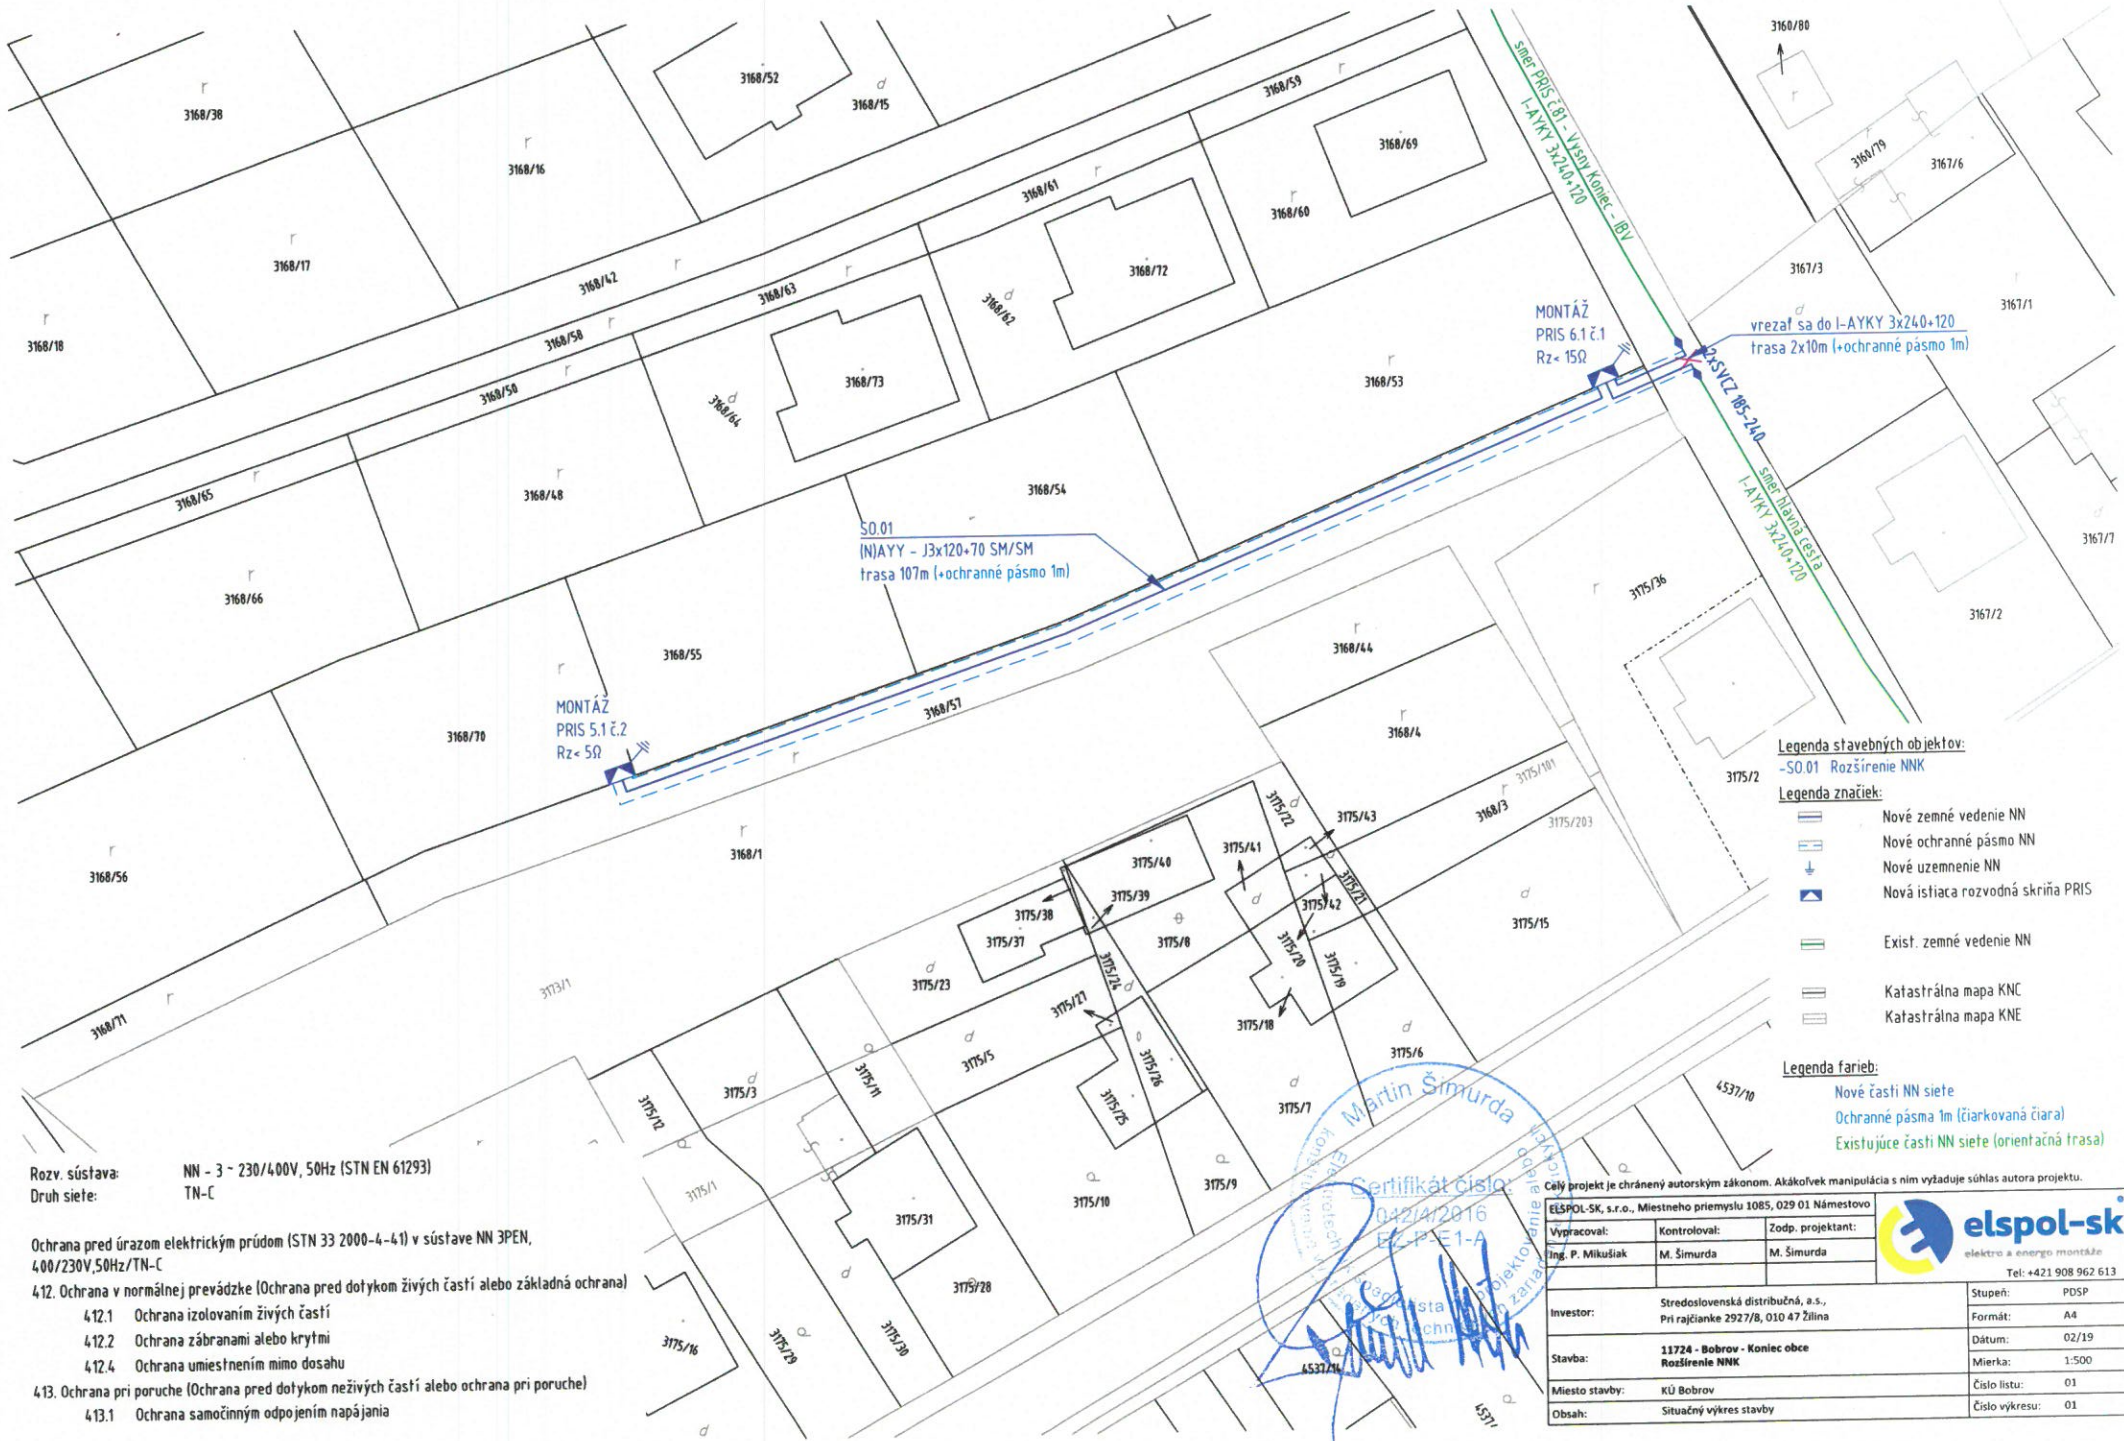 3160/80
3168/52
3168/15
3168/38
3168/59
3168/69
smer PRIS č.81 - Vyšny Koniec - IBV
I-AYKY 3x240+120
3160/79
3167/6
3168/16
3168/61
3168/60
3168/17
3168/42
3168/63
3168/72
3167/3
3167/1
3168/18
3168/58
3168/62
MONTÁŽ
PRIS 6.1 č.1
Rz< 15Ω
vrezať sa do I-AYKY 3x240+120
trasa 2x10m (+ochranné pásmo 1m)
3168/50
3168/73
3168/64
3168/53
2xSVCZ 185-240
3168/65
3168/48
3168/54
smer hlavná cesta
I-AYKY 3x240+120
SO.01
(N)AYY - J3x120+70 SM/SM
trasa 107m (+ochranné pásmo 1m)
3167/7
3168/66
3175/36
3167/2
3168/55
3168/44
3168/57
3168/4
MONTÁŽ
PRIS 5.1 č.2
Rz< 5Ω
3168/70
3175/101
3175/2
3168/3
3175/203
Legenda stavebných objektov:
-SO.01 Rozšírenie NNK
Legenda značiek:
Nové zemné vedenie NN
Nové ochranné pásmo NN
Nové uzemnenie NN
Nová istiaca rozvodná skriňa PRIS
Exist. zemné vedenie NN
Katastrálna mapa KNC
Katastrálna mapa KNE
Legenda farieb:
Nové časti NN siete
Ochranné pásma 1m (čiarkovaná čiara)
Existujúce časti NN siete (orientačná trasa)
3168/56
3168/1
3175/22
3175/43
3175/41
3175/40
3175/39
3175/38
3175/37
3175/42
3175/21
3175/8
3175/20
3175/19
3175/15
3175/23
3175/24
3173/1
3168/71
3175/27
3175/18
3175/5
3175/26
3175/6
3175/3
3175/11
3175/12
3175/25
3175/7
4537/10
3175/1
3175/10
3175/9
3175/31
3175/28
3175/16
3175/29
3175/30
4537/14
4537/
Rozv. sústava: NN - 3 ~ 230/400V, 50Hz (STN EN 61293)
Druh siete: TN-C
Ochrana pred úrazom elektrickým prúdom (STN 33 2000-4-41) v sústave NN 3PEN,
400/230V,50Hz/TN-C
412. Ochrana v normálnej prevádzke (Ochrana pred dotykom živých častí alebo základná ochrana)
412.1 Ochrana izolovaním živých častí
412.2 Ochrana zábranami alebo krytmi
412.4 Ochrana umiestnením mimo dosahu
413. Ochrana pri poruche (Ochrana pred dotykom neživých častí alebo ochrana pri poruche)
413.1 Ochrana samočinným odpojením napájania
Martin Šimurda
Certifikát číslo:
042/4/2016
EZ-P-E1-A
Celý projekt je chránený autorským zákonom. Akákoľvek manipulácia s ním vyžaduje súhlas autora projektu.
ELSPOL-SK, s.r.o., Miestneho priemyslu 1085, 029 01 Námestovo
Vypracoval: Kontroloval: Zodp. projektant:
Ing. P. Mikušiak M. Šimurda M. Šimurda
elspol-sk
elektro a energo montáže
Tel: +421 908 962 613
Investor: Stredoslovenská distribučná, a.s.,
Pri rajčianke 2927/8, 010 47 Žilina
Stupeň: PDSP
Formát: A4
Stavba: 11724 - Bobrov - Koniec obce
Rozšírenie NNK
Dátum: 02/19
Mierka: 1:500
Miesto stavby: KÚ Bobrov
Číslo listu: 01
Obsah: Situačný výkres stavby
Číslo výkresu: 01